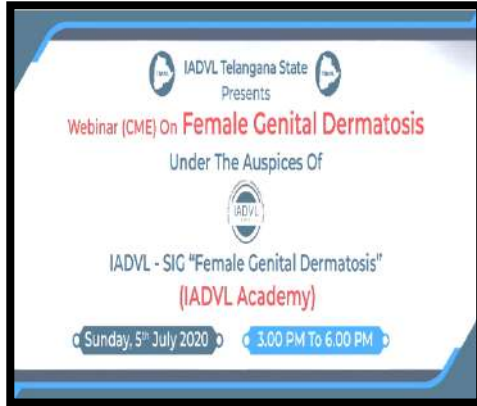 IADVL Telangana State
Presents
Webinar (CME) On Female Genital Dermatosis
Under The Auspices Of
IADVL
IADVL - SIG “Female Genital Dermatosis”
(IADVL Academy)
Sunday, 5th July 2020
3.00 PM To 6.00 PM